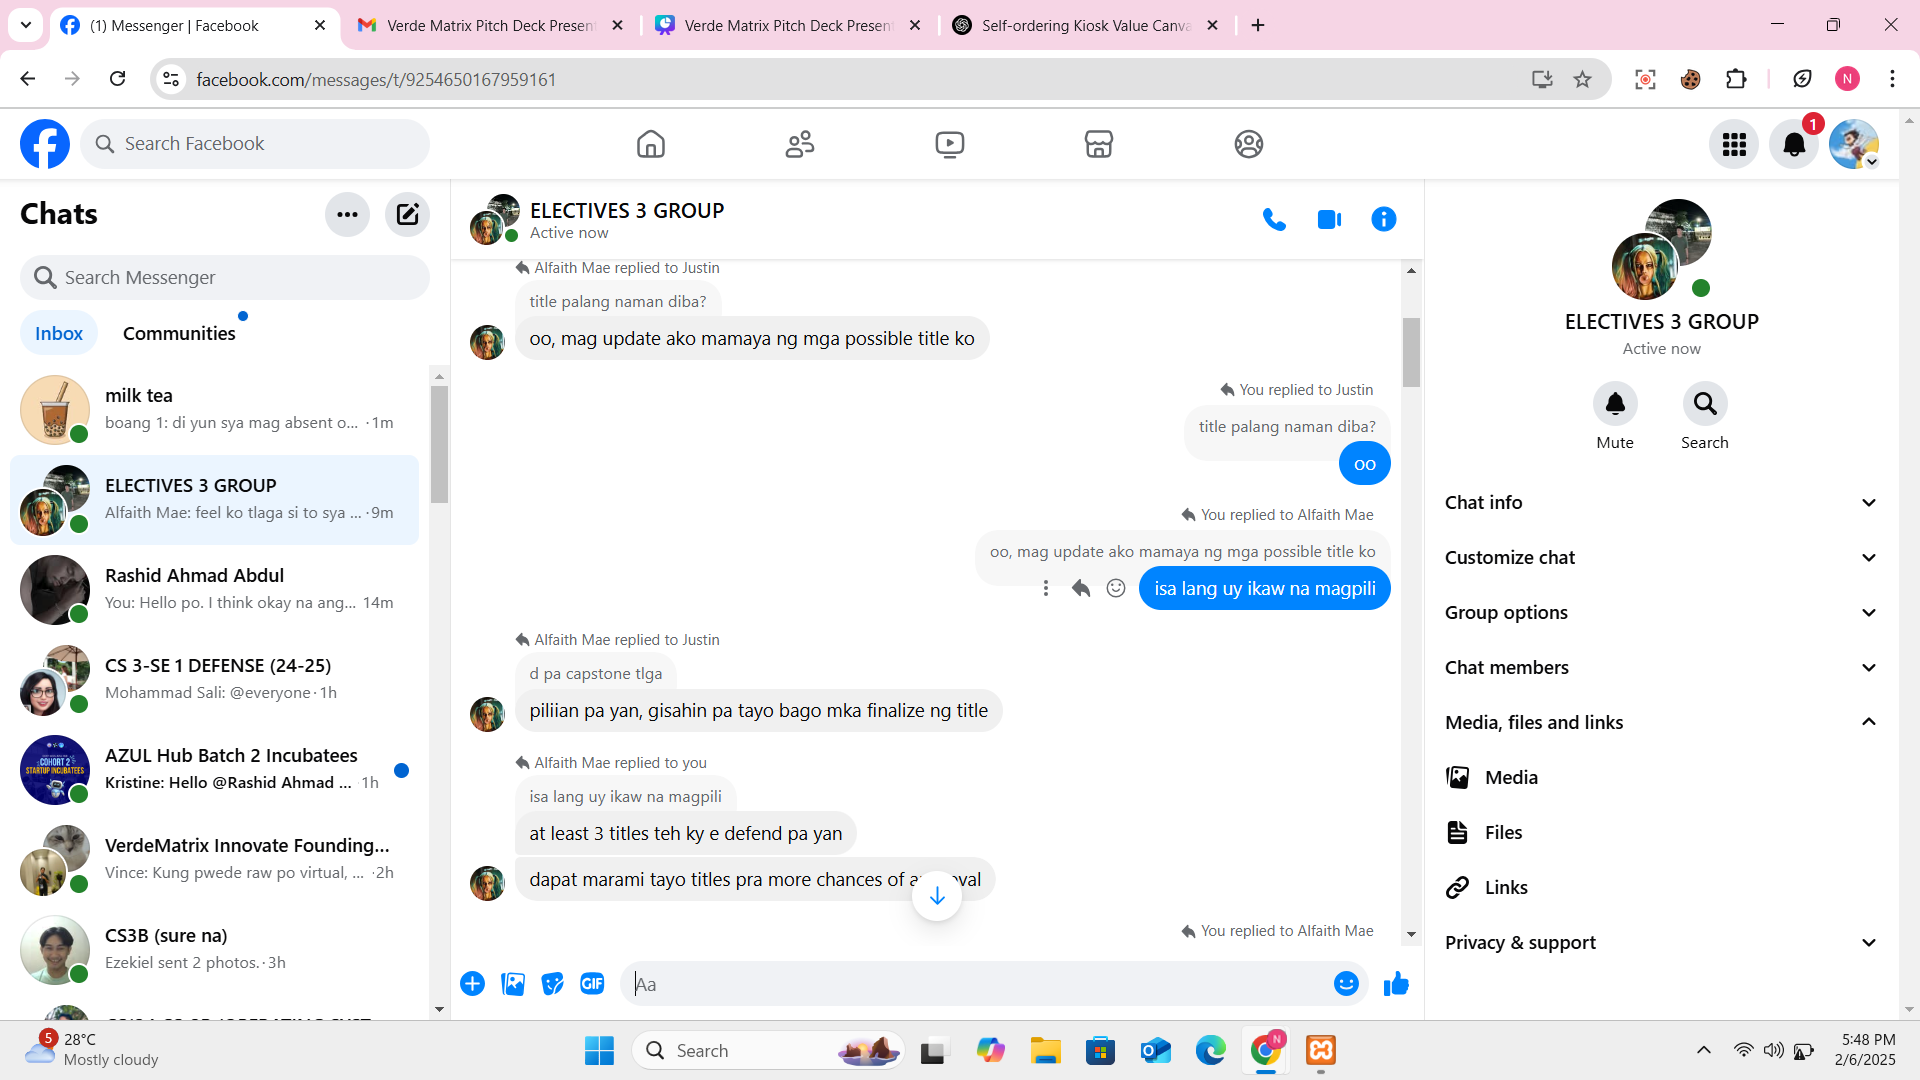 (1) Messenger | Facebook
Verde Matrix Pitch Deck Present
Verde Matrix Pitch Deck Present
Self-ordering Kiosk Value Canva
facebook.com/messages/t/9254650167959161
N
Search Facebook
1
Chats
Search Messenger
Inbox
Communities
milk tea
boang 1: di yun sya mag absent o... · 1m
ELECTIVES 3 GROUP
Alfaith Mae: feel ko tlaga si to sya ... · 9m
Rashid Ahmad Abdul
You: Hello po. I think okay na ang... 14m
CS 3-SE 1 DEFENSE (24-25)
Mohammad Sali: @everyone · 1h
AZUL Hub Batch 2 Incubatees
Kristine: Hello @Rashid Ahmad ... · 1h
COHORT 2
STARTUP INCUBATEES
VerdeMatrix Innovate Founding...
Vince: Kung pwede raw po virtual, ... · 2h
CS3B (sure na)
Ezekiel sent 2 photos. · 3h
ELECTIVES 3 GROUP
Active now
Alfaith Mae replied to Justin
title palang naman diba?
oo, mag update ako mamaya ng mga possible title ko
You replied to Justin
title palang naman diba?
oo
You replied to Alfaith Mae
oo, mag update ako mamaya ng mga possible title ko
isa lang uy ikaw na magpili
Alfaith Mae replied to Justin
d pa capstone tlga
piliian pa yan, gisahin pa tayo bago mka finalize ng title
Alfaith Mae replied to you
isa lang uy ikaw na magpili
at least 3 titles teh ky e defend pa yan
dapat marami tayo titles pra more chances of
You replied to Alfaith Mae
GIF
Aa
ELECTIVES 3 GROUP
Active now
Mute
Search
Chat info
Customize chat
Group options
Chat members
Media, files and links
Media
Files
Links
Privacy & support
5
28°C
Mostly cloudy
Search
N
5:48 PM
2/6/2025